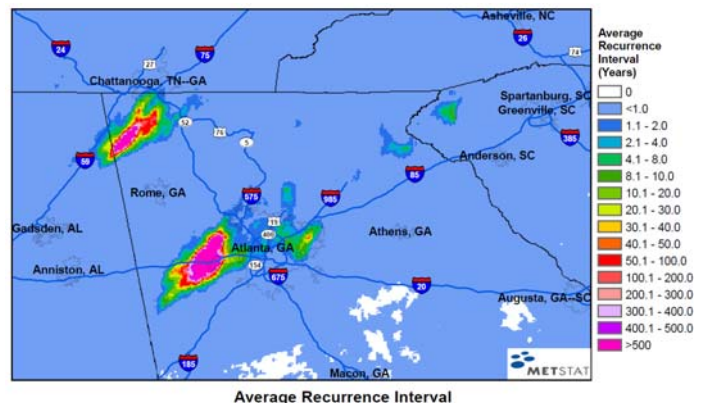 Asheville, NC
24
75
26
74
27
Chattanooga, TN--GA
Spartanburg, SC
Greenville, SC
52
76
5
385
59
Anderson, SC
85
Rome, GA
575
985
Gadsden, AL
19
400
Athens, GA
Atlanta, GA
Anniston, AL
154
675
20
Augusta, GA--SC
185
Macon, GA
METSTAT
Average
Recurrence
Interval
(Years)
0
<1.0
1.1 - 2.0
2.1 - 4.0
4.1 - 8.0
8.1 - 10.0
10.1 - 20.0
20.1 - 30.0
30.1 - 40.0
40.1 - 50.0
50.1 - 100.0
100.1 - 200.0
200.1 - 300.0
300.1 - 400.0
400.1 - 500.0
>500
Average Recurrence Interval